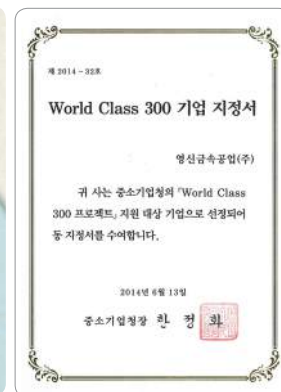 제 2014 - 32호
World Class 300 기업 지정서
영신금속공업(주)
귀 사는 중소기업청의 「World Class
300 프로젝트」 지원 대상 기업으로 선정되어
동 지정서를 수여합니다.
2014년 6월 13일
중소기업청장 한 정 화